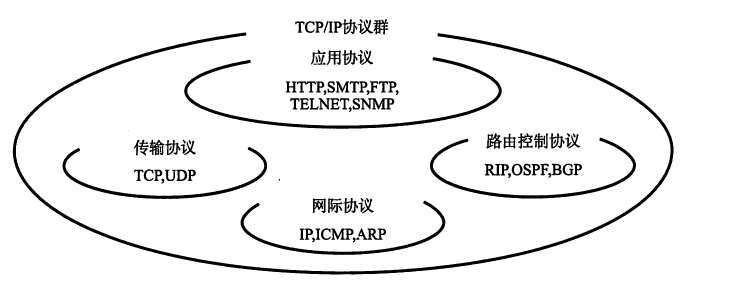 TCP/IP协议群
应用协议
HTTP,SMTP,FTP,
TELNET,SNMP
传输协议
TCP,UDP
路由控制协议
RIP,OSPF,BGP
网际协议
IP,ICMP,ARP